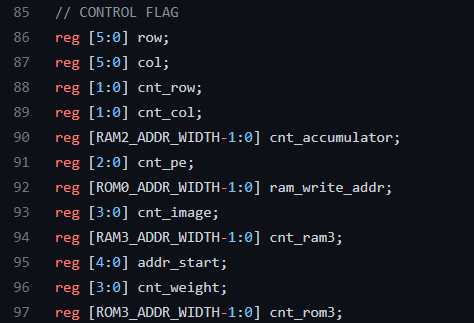 85 // CONTROL FLAG
86 reg [5:0] row;
87 reg [5:0] col;
88 reg [1:0] cnt_row;
89 reg [1:0] cnt_col;
90 reg [RAM2_ADDR_WIDTH-1:0] cnt_accumulator;
91 reg [2:0] cnt_pe;
92 reg [ROM0_ADDR_WIDTH-1:0] ram_write_addr;
93 reg [3:0] cnt_image;
94 reg [RAM3_ADDR_WIDTH-1:0] cnt_ram3;
95 reg [4:0] addr_start;
96 reg [3:0] cnt_weight;
97 reg [ROM3_ADDR_WIDTH-1:0] cnt_rom3;